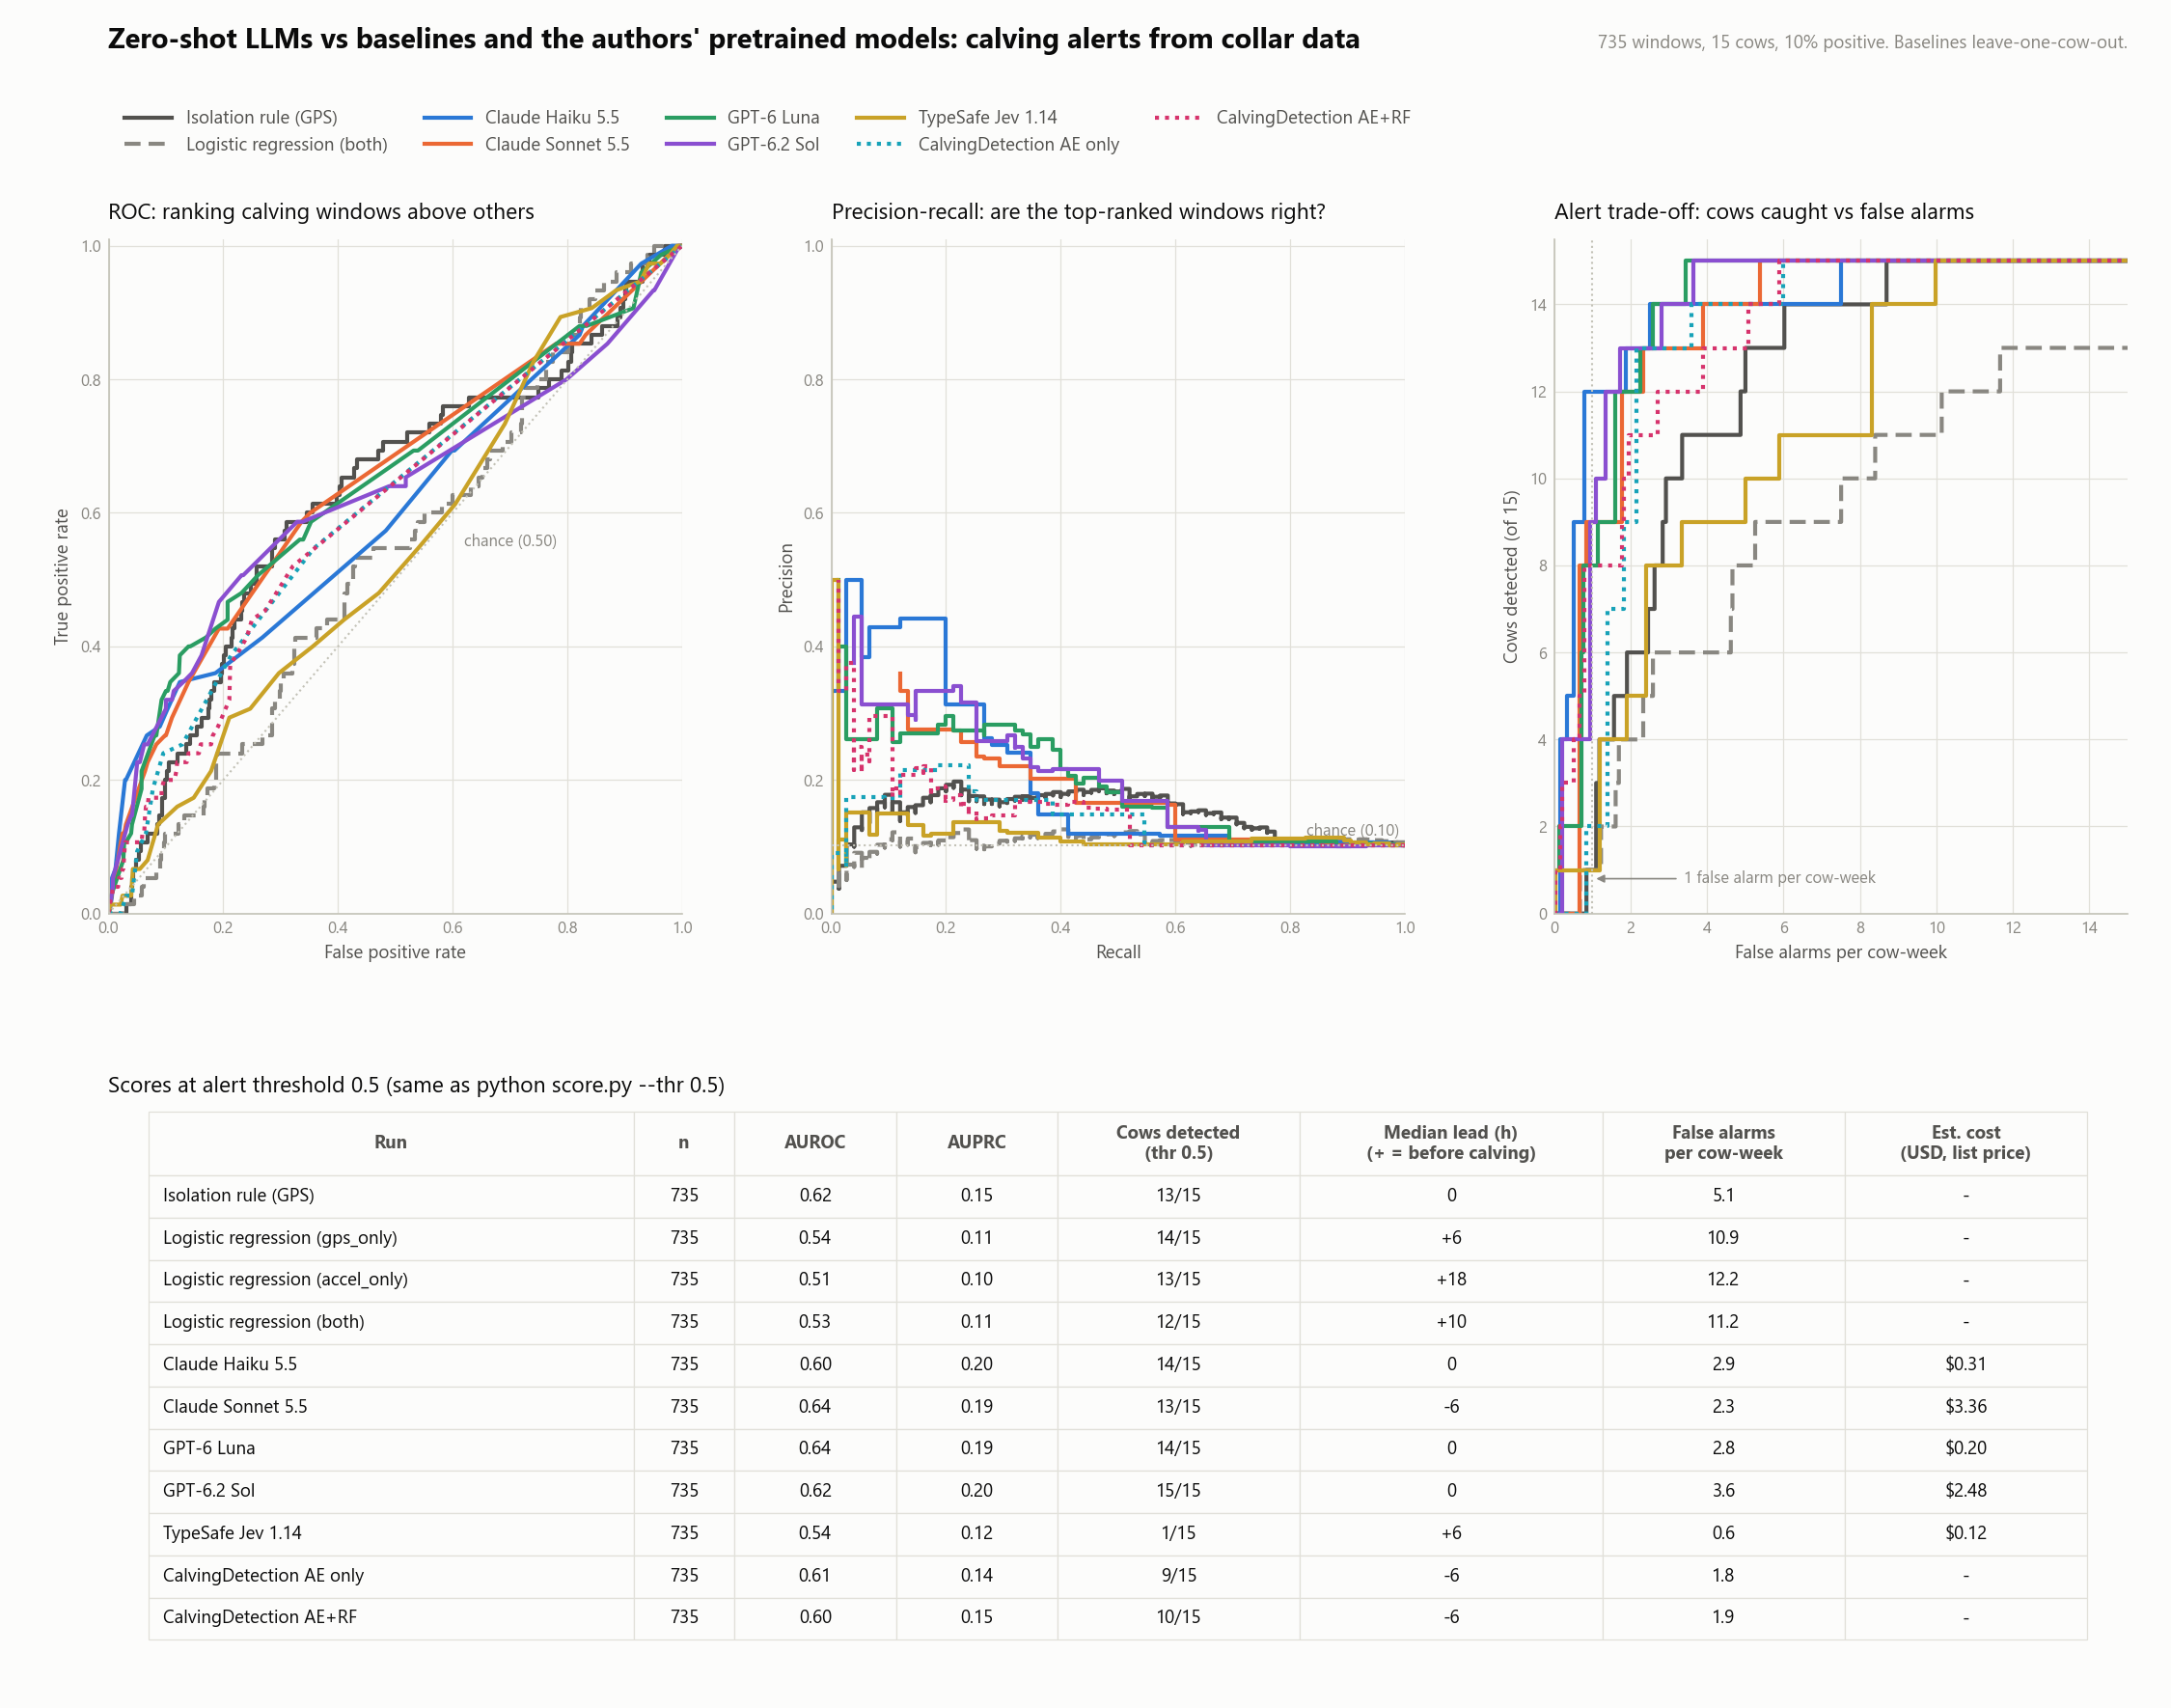 Zero-shot LLMs vs baselines and the authors' pretrained models: calving alerts from collar data
735 windows, 15 cows, 10% positive. Baselines leave-one-cow-out.
Isolation rule (GPS)
Logistic regression (both)
Claude Haiku 5.5
Claude Sonnet 5.5
GPT-6 Luna
GPT-6.2 Sol
TypeSafe Jev 1.14
CalvingDetection AE only
CalvingDetection AE+RF
ROC: ranking calving windows above others
1.0
0.8
0.6
0.4
0.2
0.0
True positive rate
chance (0.50)
0.0 0.2 0.4 0.6 0.8 1.0
False positive rate
Precision-recall: are the top-ranked windows right?
1.0
0.8
0.6
0.4
0.2
0.0
Precision
chance (0.10)
0.0 0.2 0.4 0.6 0.8 1.0
Recall
Alert trade-off: cows caught vs false alarms
14
12
10
8
6
4
2
0
Cows detected (of 15)
1 false alarm per cow-week
0 2 4 6 8 10 12 14
False alarms per cow-week
Scores at alert threshold 0.5 (same as python score.py --thr 0.5)
Run n AUROC AUPRC Cows detected (thr 0.5) Median lead (h) (+ = before calving) False alarms per cow-week Est. cost (USD, list price)
Isolation rule (GPS) 735 0.62 0.15 13/15 0 5.1 -
Logistic regression (gps_only) 735 0.54 0.11 14/15 +6 10.9 -
Logistic regression (accel_only) 735 0.51 0.10 13/15 +18 12.2 -
Logistic regression (both) 735 0.53 0.11 12/15 +10 11.2 -
Claude Haiku 5.5 735 0.60 0.20 14/15 0 2.9 $0.31
Claude Sonnet 5.5 735 0.64 0.19 13/15 -6 2.3 $3.36
GPT-6 Luna 735 0.64 0.19 14/15 0 2.8 $0.20
GPT-6.2 Sol 735 0.62 0.20 15/15 0 3.6 $2.48
TypeSafe Jev 1.14 735 0.54 0.12 1/15 +6 0.6 $0.12
CalvingDetection AE only 735 0.61 0.14 9/15 -6 1.8 -
CalvingDetection AE+RF 735 0.60 0.15 10/15 -6 1.9 -